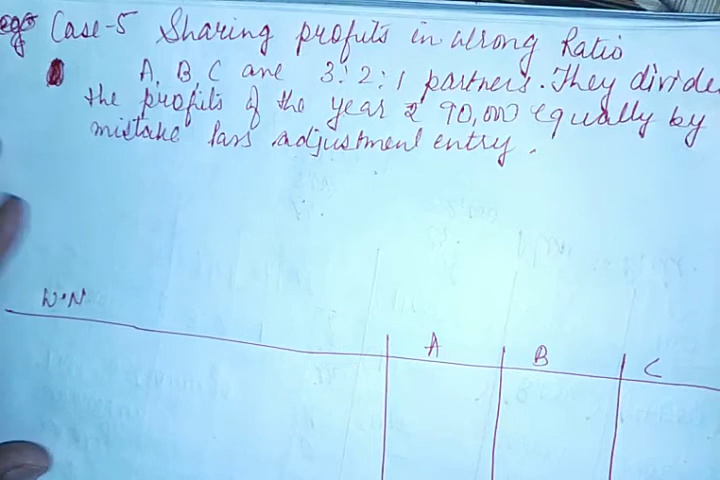 eg: Case-5 Sharing profits in wrong Ratio
A, B, C are 3:2:1 partners. They divide
the profits of the year ₹ 90,000 equally by
mistake pass adjustment entry.
W.N
A B C